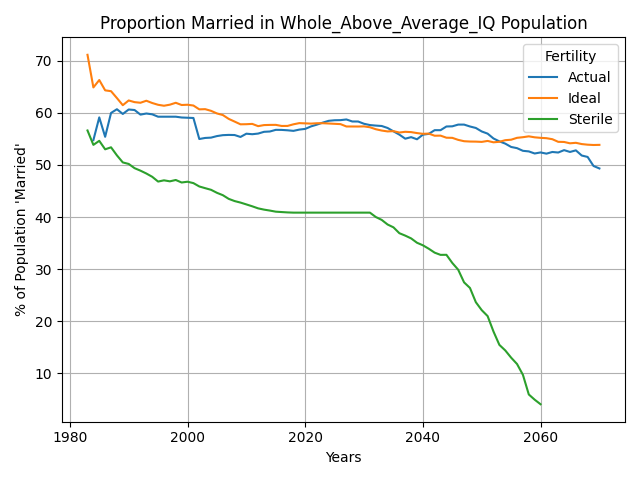 Proportion Married in Whole_Above_Average_IQ Population
% of Population 'Married'
70
60
50
40
30
20
10
Fertility
Actual
Ideal
Sterile
1980
2000
2020
2040
2060
Years